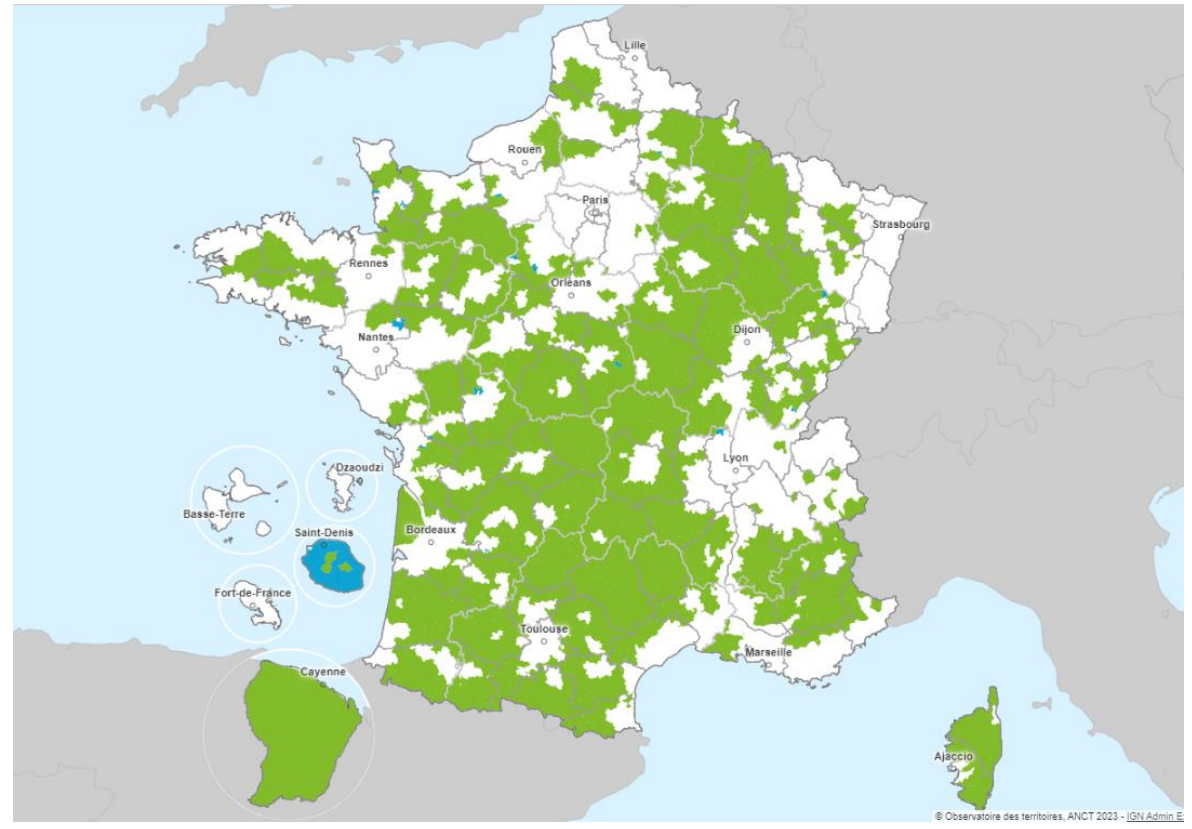 Lille
Rouen
Paris
Strasbourg
Rennes
Orléans
Nantes
Dijon
Lyon
Dzaoudzi
Basse-Terre
Saint-Denis
Bordeaux
Fort-de-France
Toulouse
Marseille
Cayenne
Ajaccio
© Observatoire des territoires, ANCT 2023 - IGN Admin E